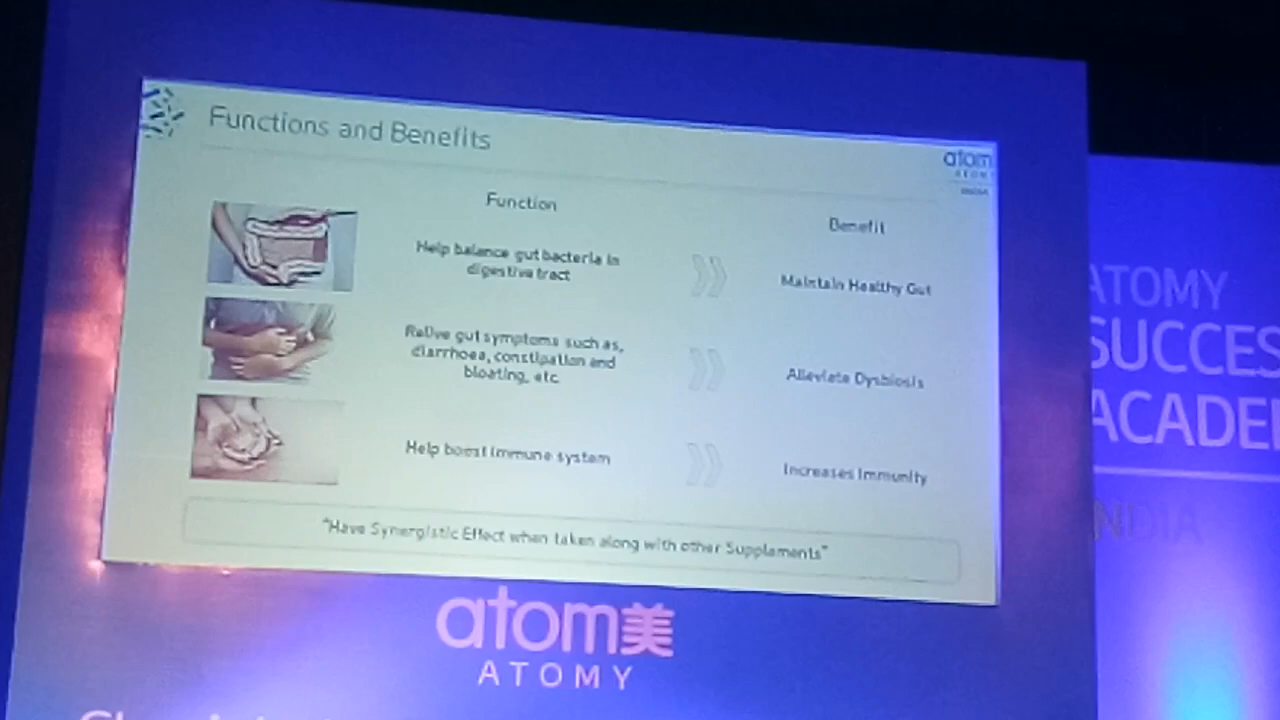 Functions and Benefits
atom
ATOM
Function
Benefit
Help balance gut bacteria in
digestive tract
Maintain Healthy Gut
Relive gut symptoms such as,
diarrhoea, constipation and
bloating, etc
Alleviate Dysbiosis
Help boost immune system
Increases Immunity
"Have Synergistic Effect when taken along with other Supplements"
atom美
ATOMY
ATOMY
SUCCES
ACADE
INDIA